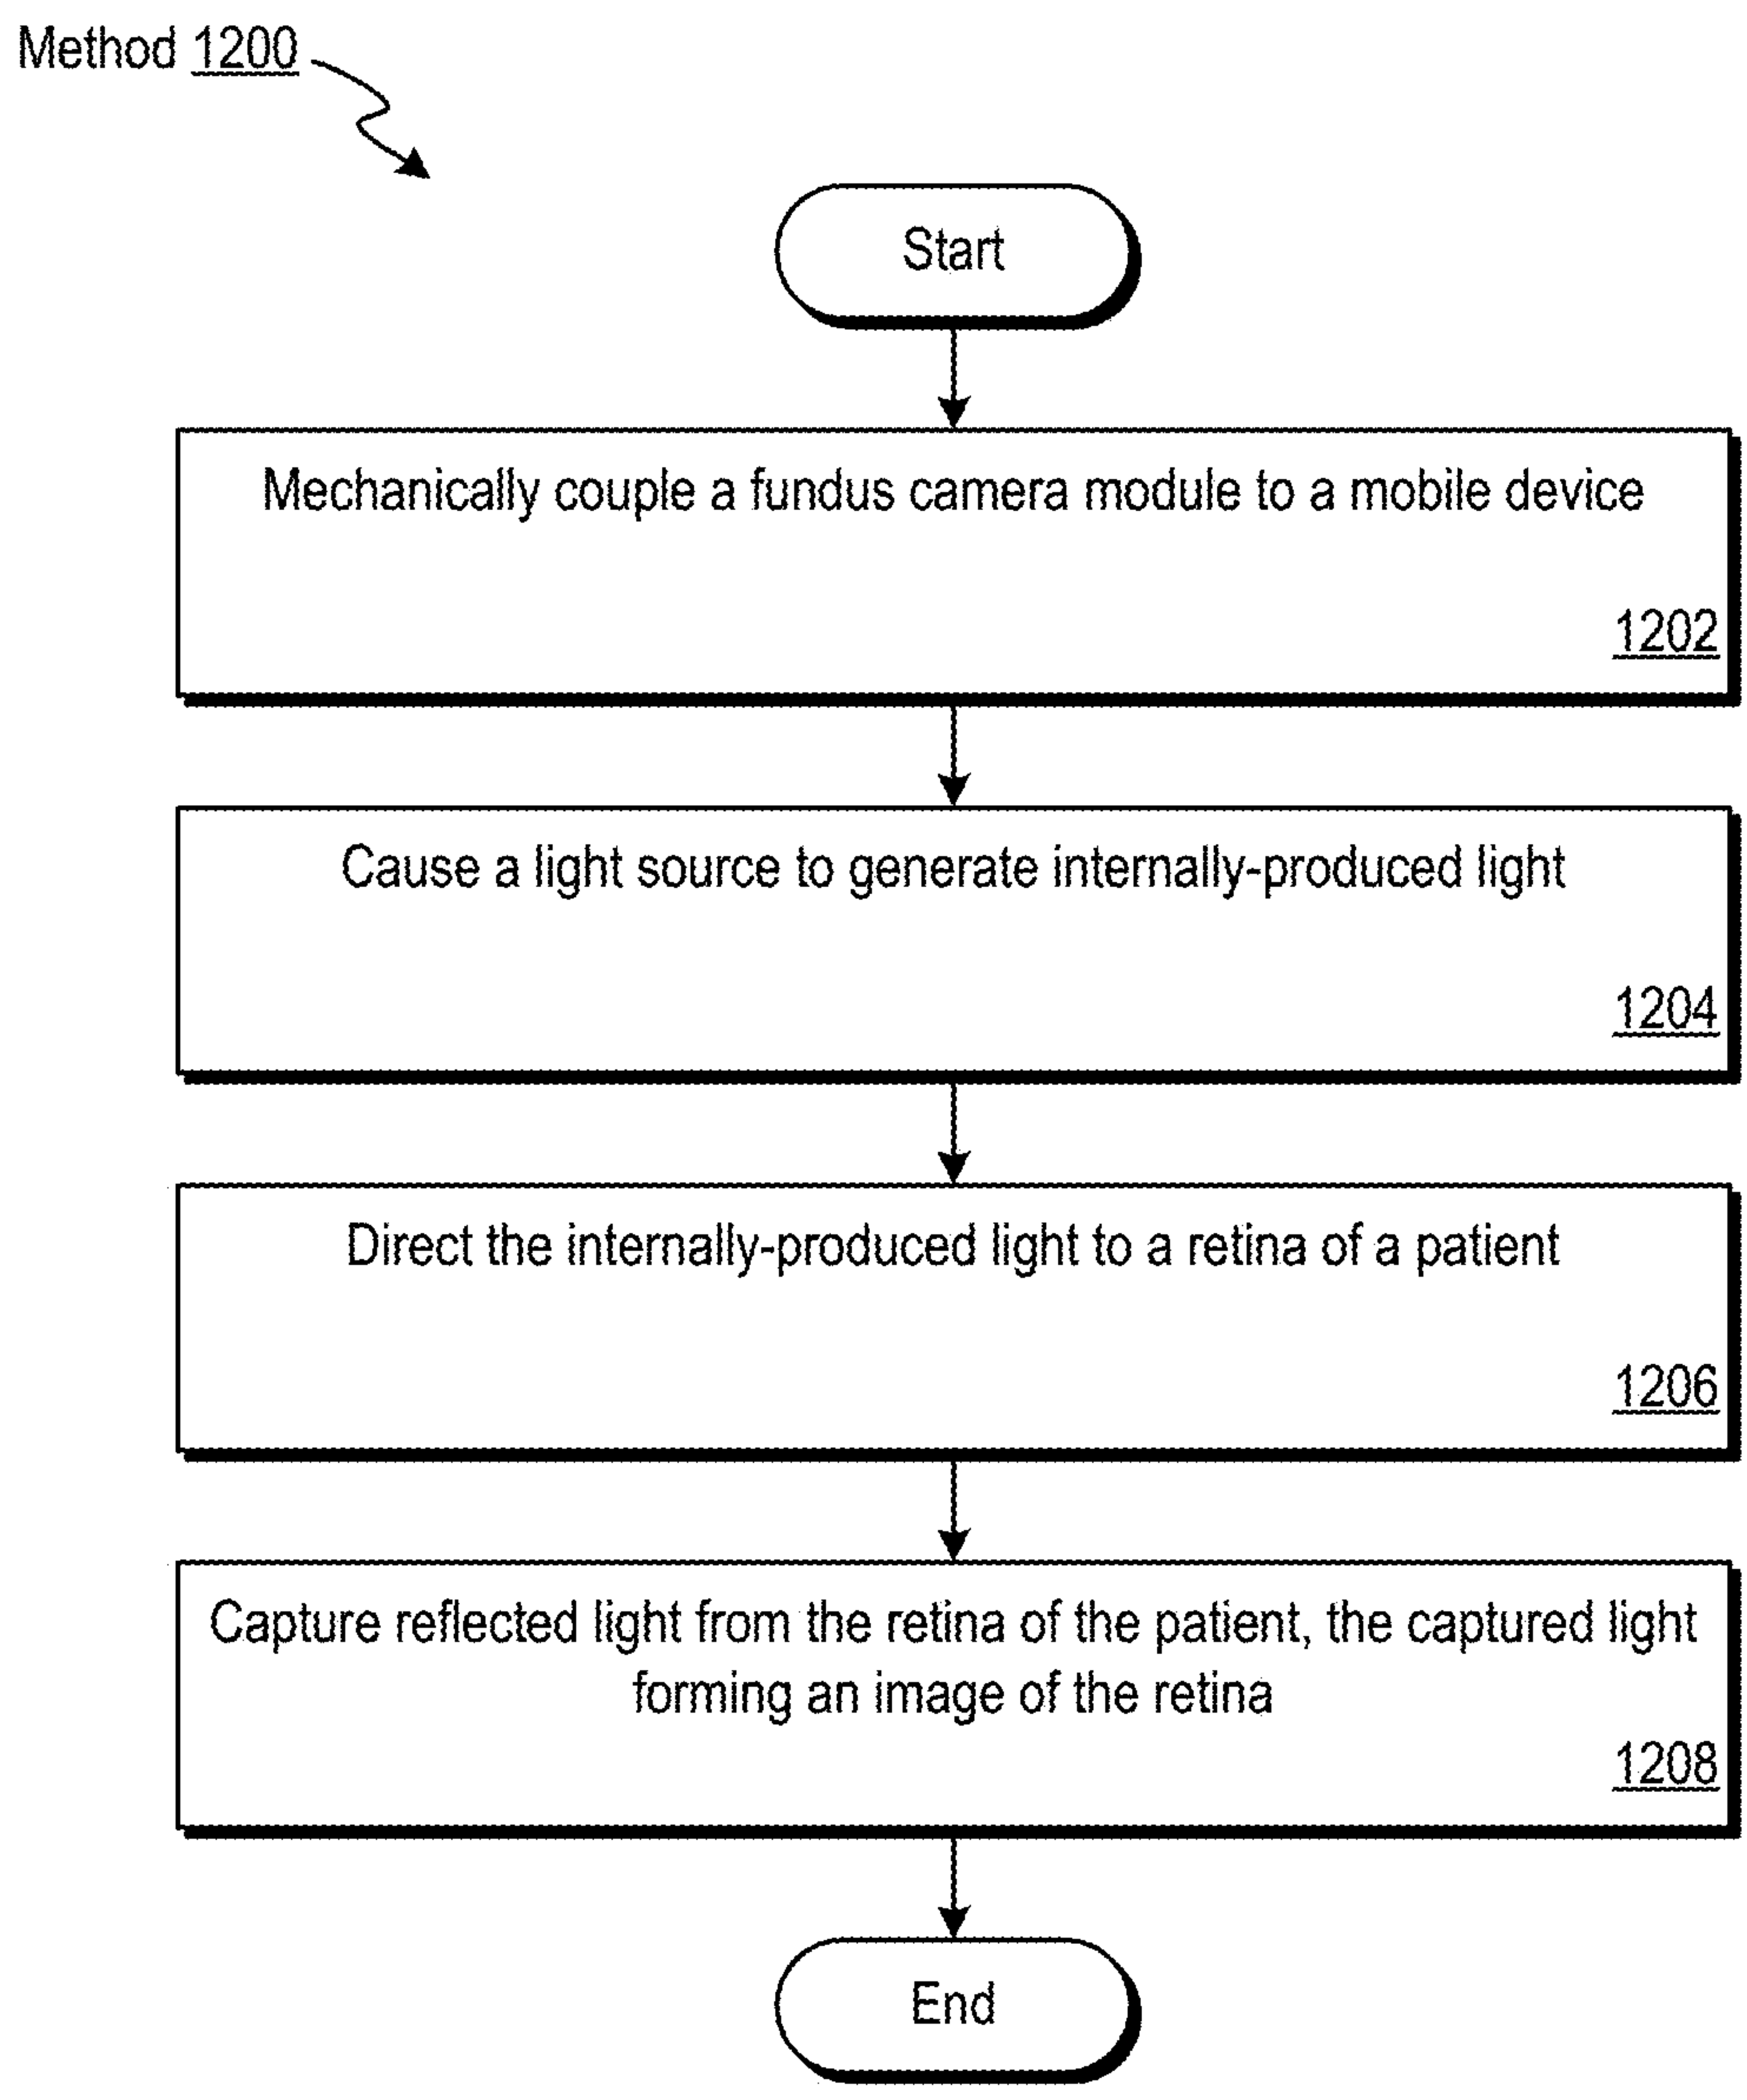 Method 1200
Start
Mechanically couple a fundus camera module to a mobile device
1202
Cause a light source to generate internally-produced light
1204
Direct the internally-produced light to a retina of a patient
1206
Capture reflected light from the retina of the patient, the captured light
forming an image of the retina
1208
End